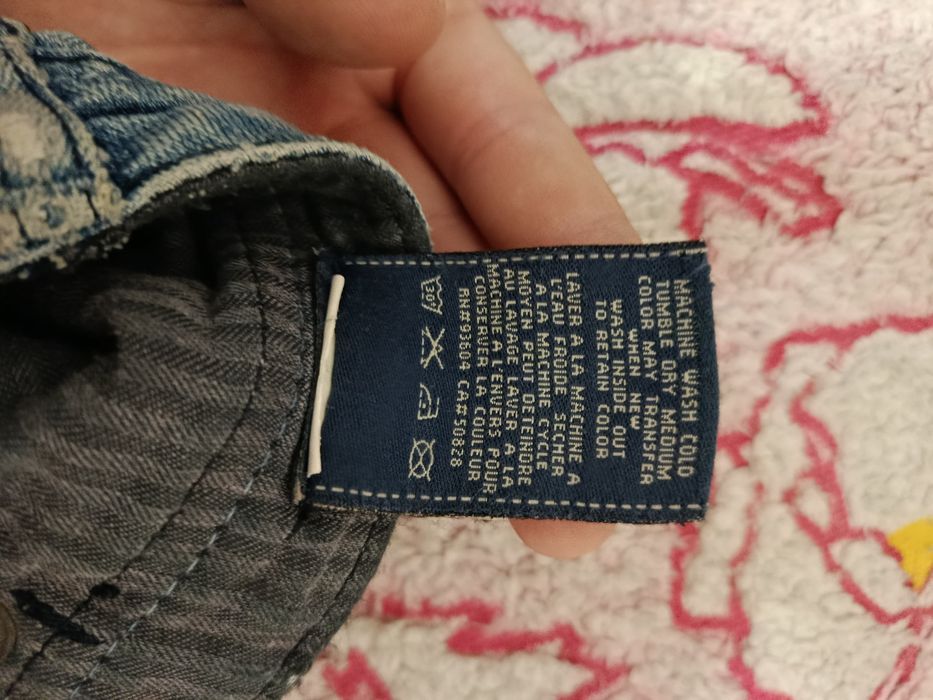 MACHINE WASH COLD
TUMBLE DRY MEDIUM
COLOR MAY TRANSFER
WHEN NEW
WASH INSIDE OUT
TO RETAIN COLOR
LAVER A LA MACHINE A
L'EAU FROIDE. SECHER
A LA MACHINE CYCLE
MOYEN PEUT DETEINDRE
AU LAVAGE LAVER A LA
MACHINE A L'ENVERS POUR
CONSERVER LA COULEUR
RN#93604 CA#50828
30°